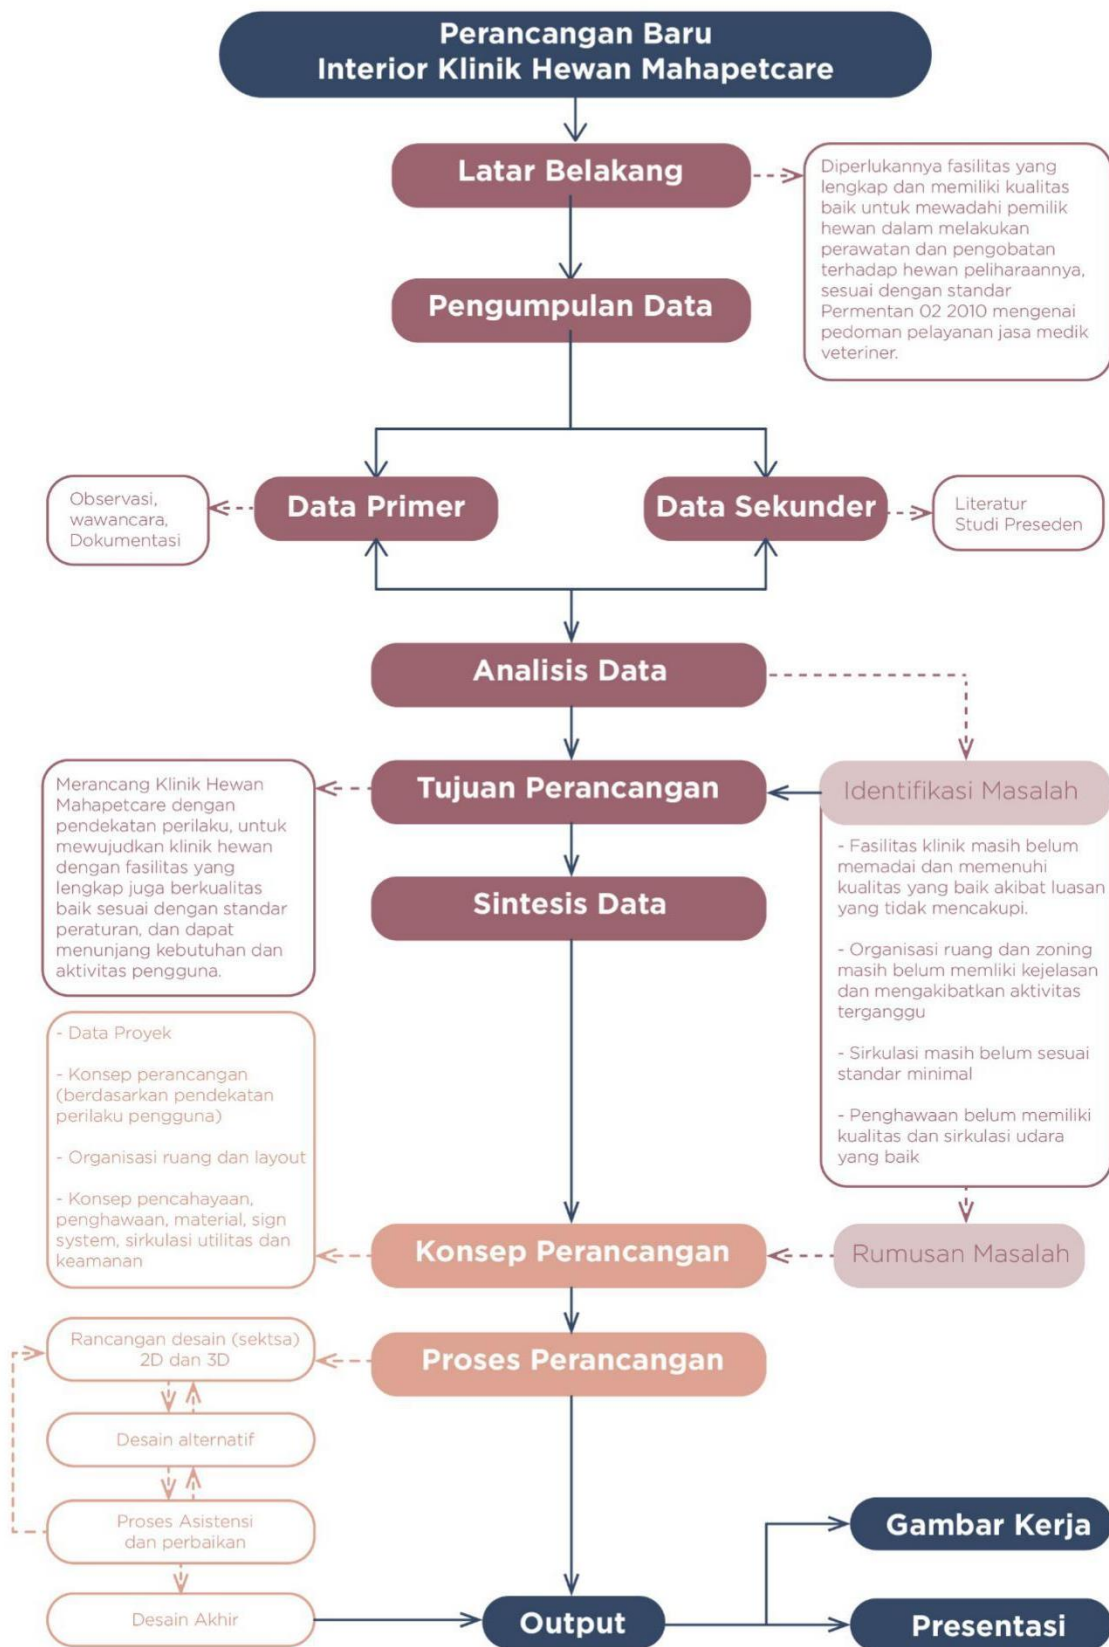 Perancangan Baru
Interior Klinik Hewan Mahapetcare
Latar Belakang
Diperlukannya fasilitas yang
lengkap dan memiliki kualitas
baik untuk mewadahi pemilik
hewan dalam melakukan
perawatan dan pengobatan
terhadap hewan peliharaannya,
sesuai dengan standar
Permentan 02 2010 mengenai
pedoman pelayanan jasa medik
veteriner.
Pengumpulan Data
Observasi,
wawancara,
Dokumentasi
Data Primer
Data Sekunder
Literatur
Studi Preseden
Analisis Data
Merancang Klinik Hewan
Mahapetcare dengan
pendekatan perilaku, untuk
mewujudkan klinik hewan
dengan fasilitas yang
lengkap juga berkualitas
baik sesuai dengan standar
peraturan, dan dapat
menunjang kebutuhan dan
aktivitas pengguna.
Tujuan Perancangan
Identifikasi Masalah
- Fasilitas klinik masih belum
memadai dan memenuhi
kualitas yang baik akibat luasan
yang tidak mencakupi.
- Organisasi ruang dan zoning
masih belum memliki kejelasan
dan mengakibatkan aktivitas
terganggu
- Sirkulasi masih belum sesuai
standar minimal
- Penghawaan belum memiliki
kualitas dan sirkulasi udara
yang baik
Sintesis Data
- Data Proyek
- Konsep perancangan
(berdasarkan pendekatan
perilaku pengguna)
- Organisasi ruang dan layout
- Konsep pencahayaan,
penghawaan, material, sign
system, sirkulasi utilitas dan
keamanan
Konsep Perancangan
Rumusan Masalah
Rancangan desain (sektsa)
2D dan 3D
Proses Perancangan
Desain alternatif
Proses Asistensi
dan perbaikan
Desain Akhir
Output
Gambar Kerja
Presentasi